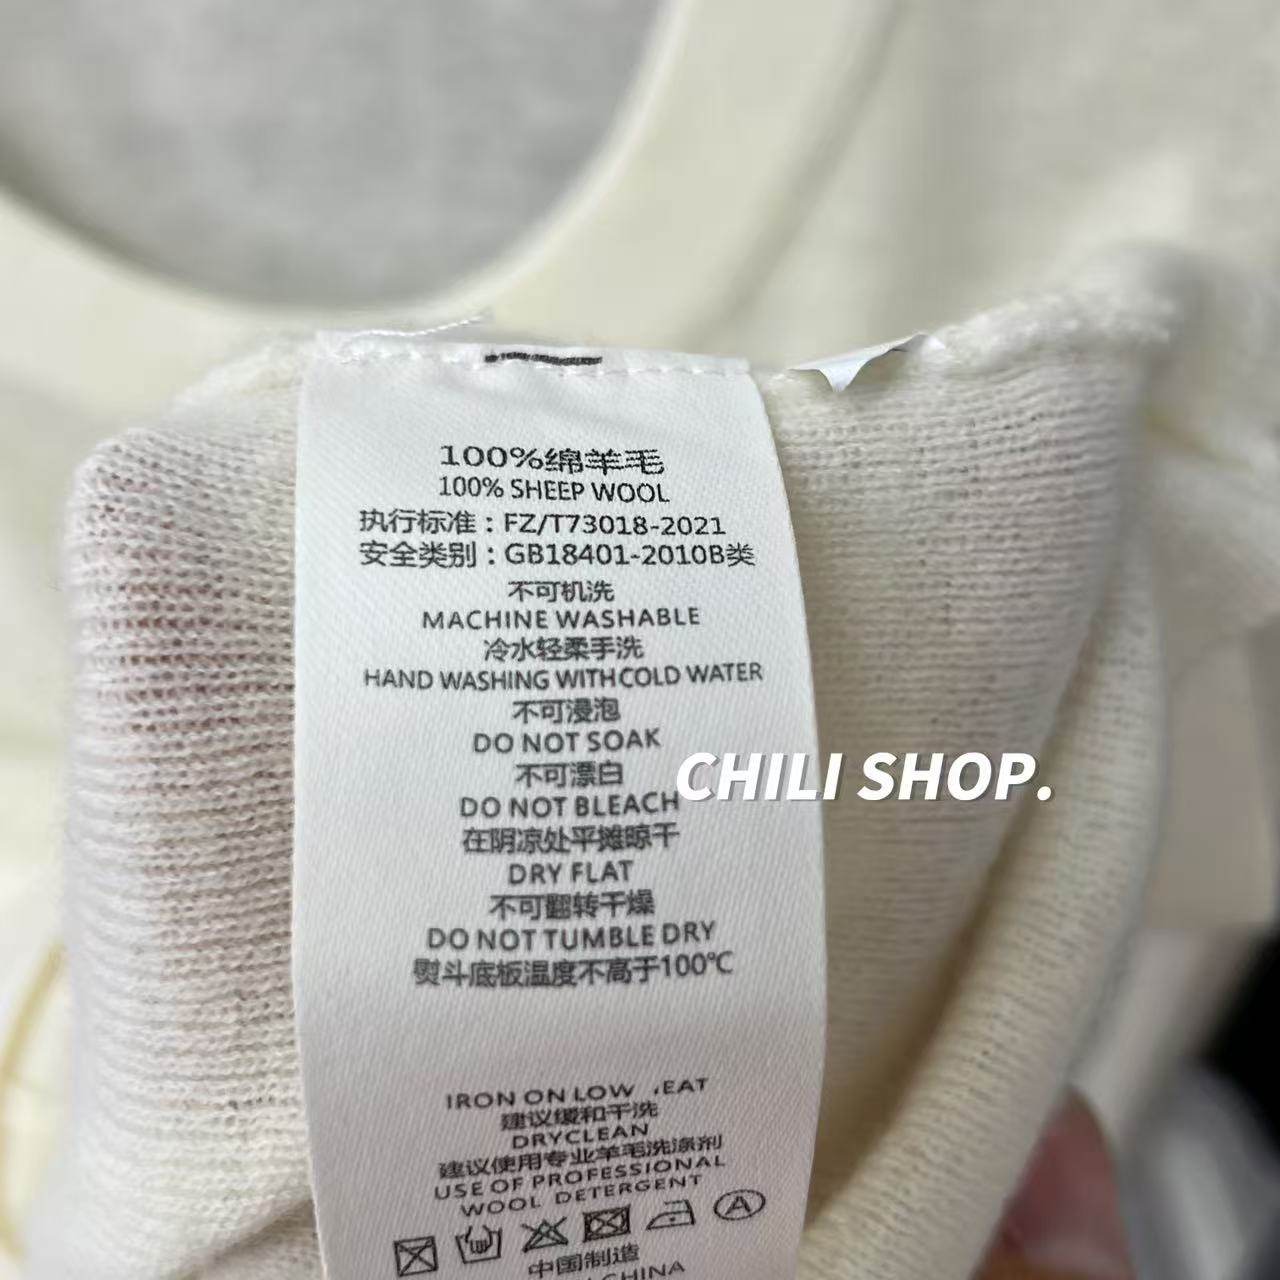 100%绵羊毛
100% SHEEP WOOL
执行标准：FZ/T73018-2021
安全类别：GB18401-2010B类
不可机洗
MACHINE WASHABLE
冷水轻柔手洗
HAND WASHING WITH COLD WATER
不可浸泡
DO NOT SOAK
不可漂白
DO NOT BLEACH
CHILI SHOP.
在阴凉处平摊晾干
DRY FLAT
不可翻转干燥
DO NOT TUMBLE DRY
熨斗底板温度不高于100℃
IRON ON LOW
建议缓和干洗
DRYCLEAN
建议使用专业羊毛洗涤剂
USE OF PROFESSIONAL
WOOL DETERGENT
A
中国制造
CHINA